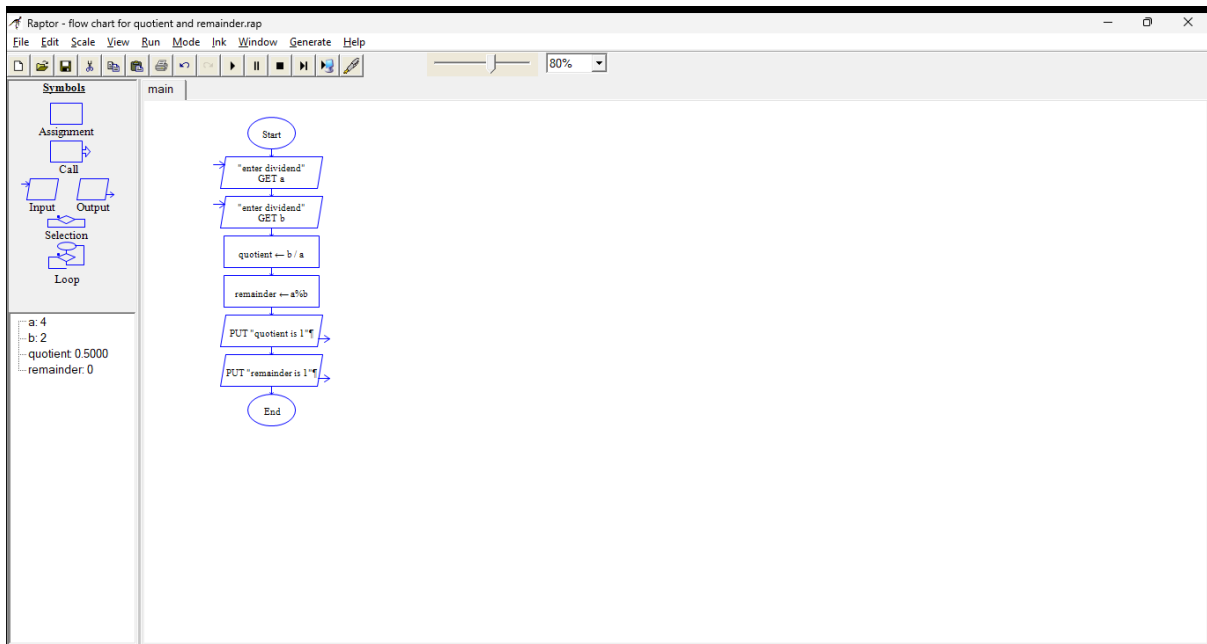 Raptor - flow chart for quotient and remainder.rap
File Edit Scale View Run Mode Ink Window Generate Help
80%
Symbols
Assignment
Call
Input Output
Selection
Loop
a: 4
b: 2
quotient: 0.5000
remainder: 0
main
Start
"enter dividend"
GET a
"enter dividend"
GET b
quotient ← b / a
remainder ← a%b
PUT "quotient is 1"¶
PUT "remainder is 1"¶
End